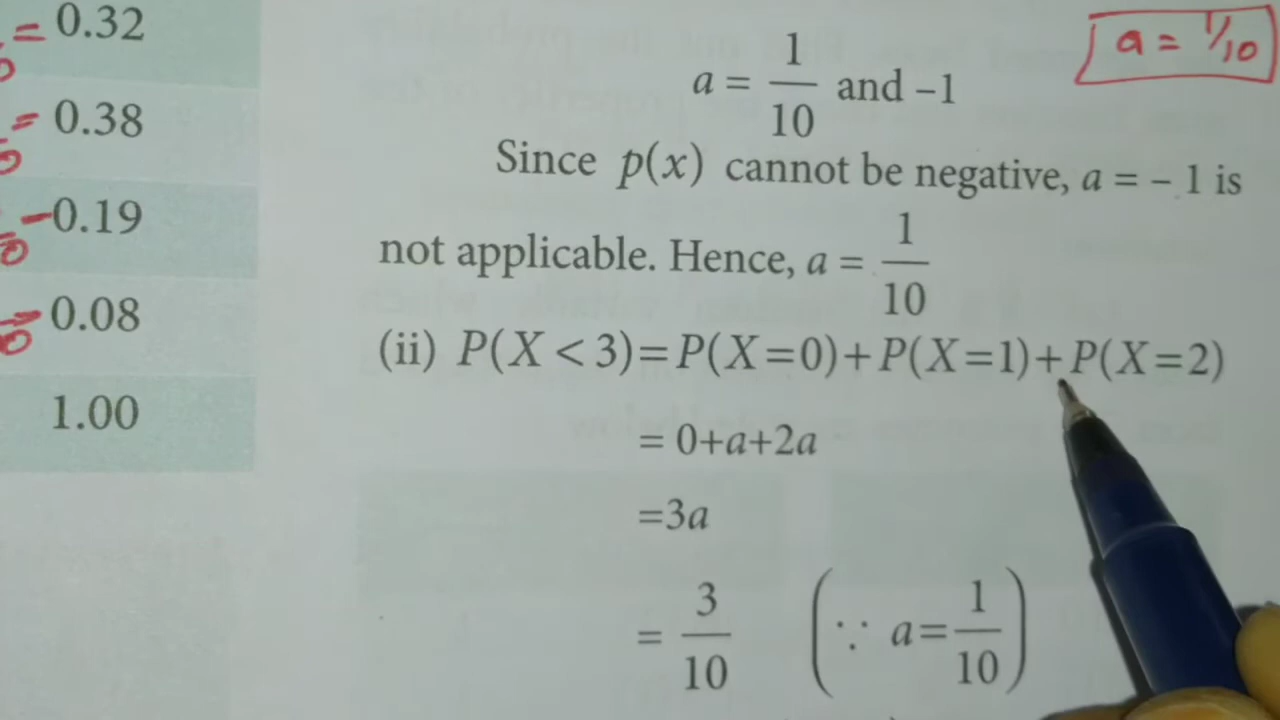 = 0.32
= 0.38
0.19
0.08
1.00
a = 1/10
a = 1/10 and –1
Since p(x) cannot be negative, a = – 1 is
not applicable. Hence, a = 1/10
(ii) P(X < 3)=P(X=0)+P(X=1)+P(X=2)
= 0+a+2a
=3a
= 3/10 (∵ a=1/10)